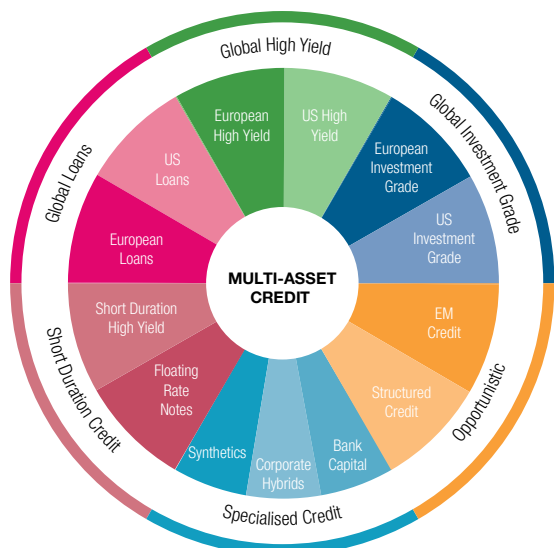 Global High Yield
European
High Yield
US High
Yield
Global Investment Grade
European
Investment
Grade
US
Investment
Grade
Global Loans
US
Loans
European
Loans
MULTI-ASSET
CREDIT
EM
Credit
Structured
Credit
Opportunistic
Short Duration
High Yield
Floating
Rate
Notes
Short Duration Credit
Synthetics
Corporate
Hybrids
Bank
Capital
Specialised Credit